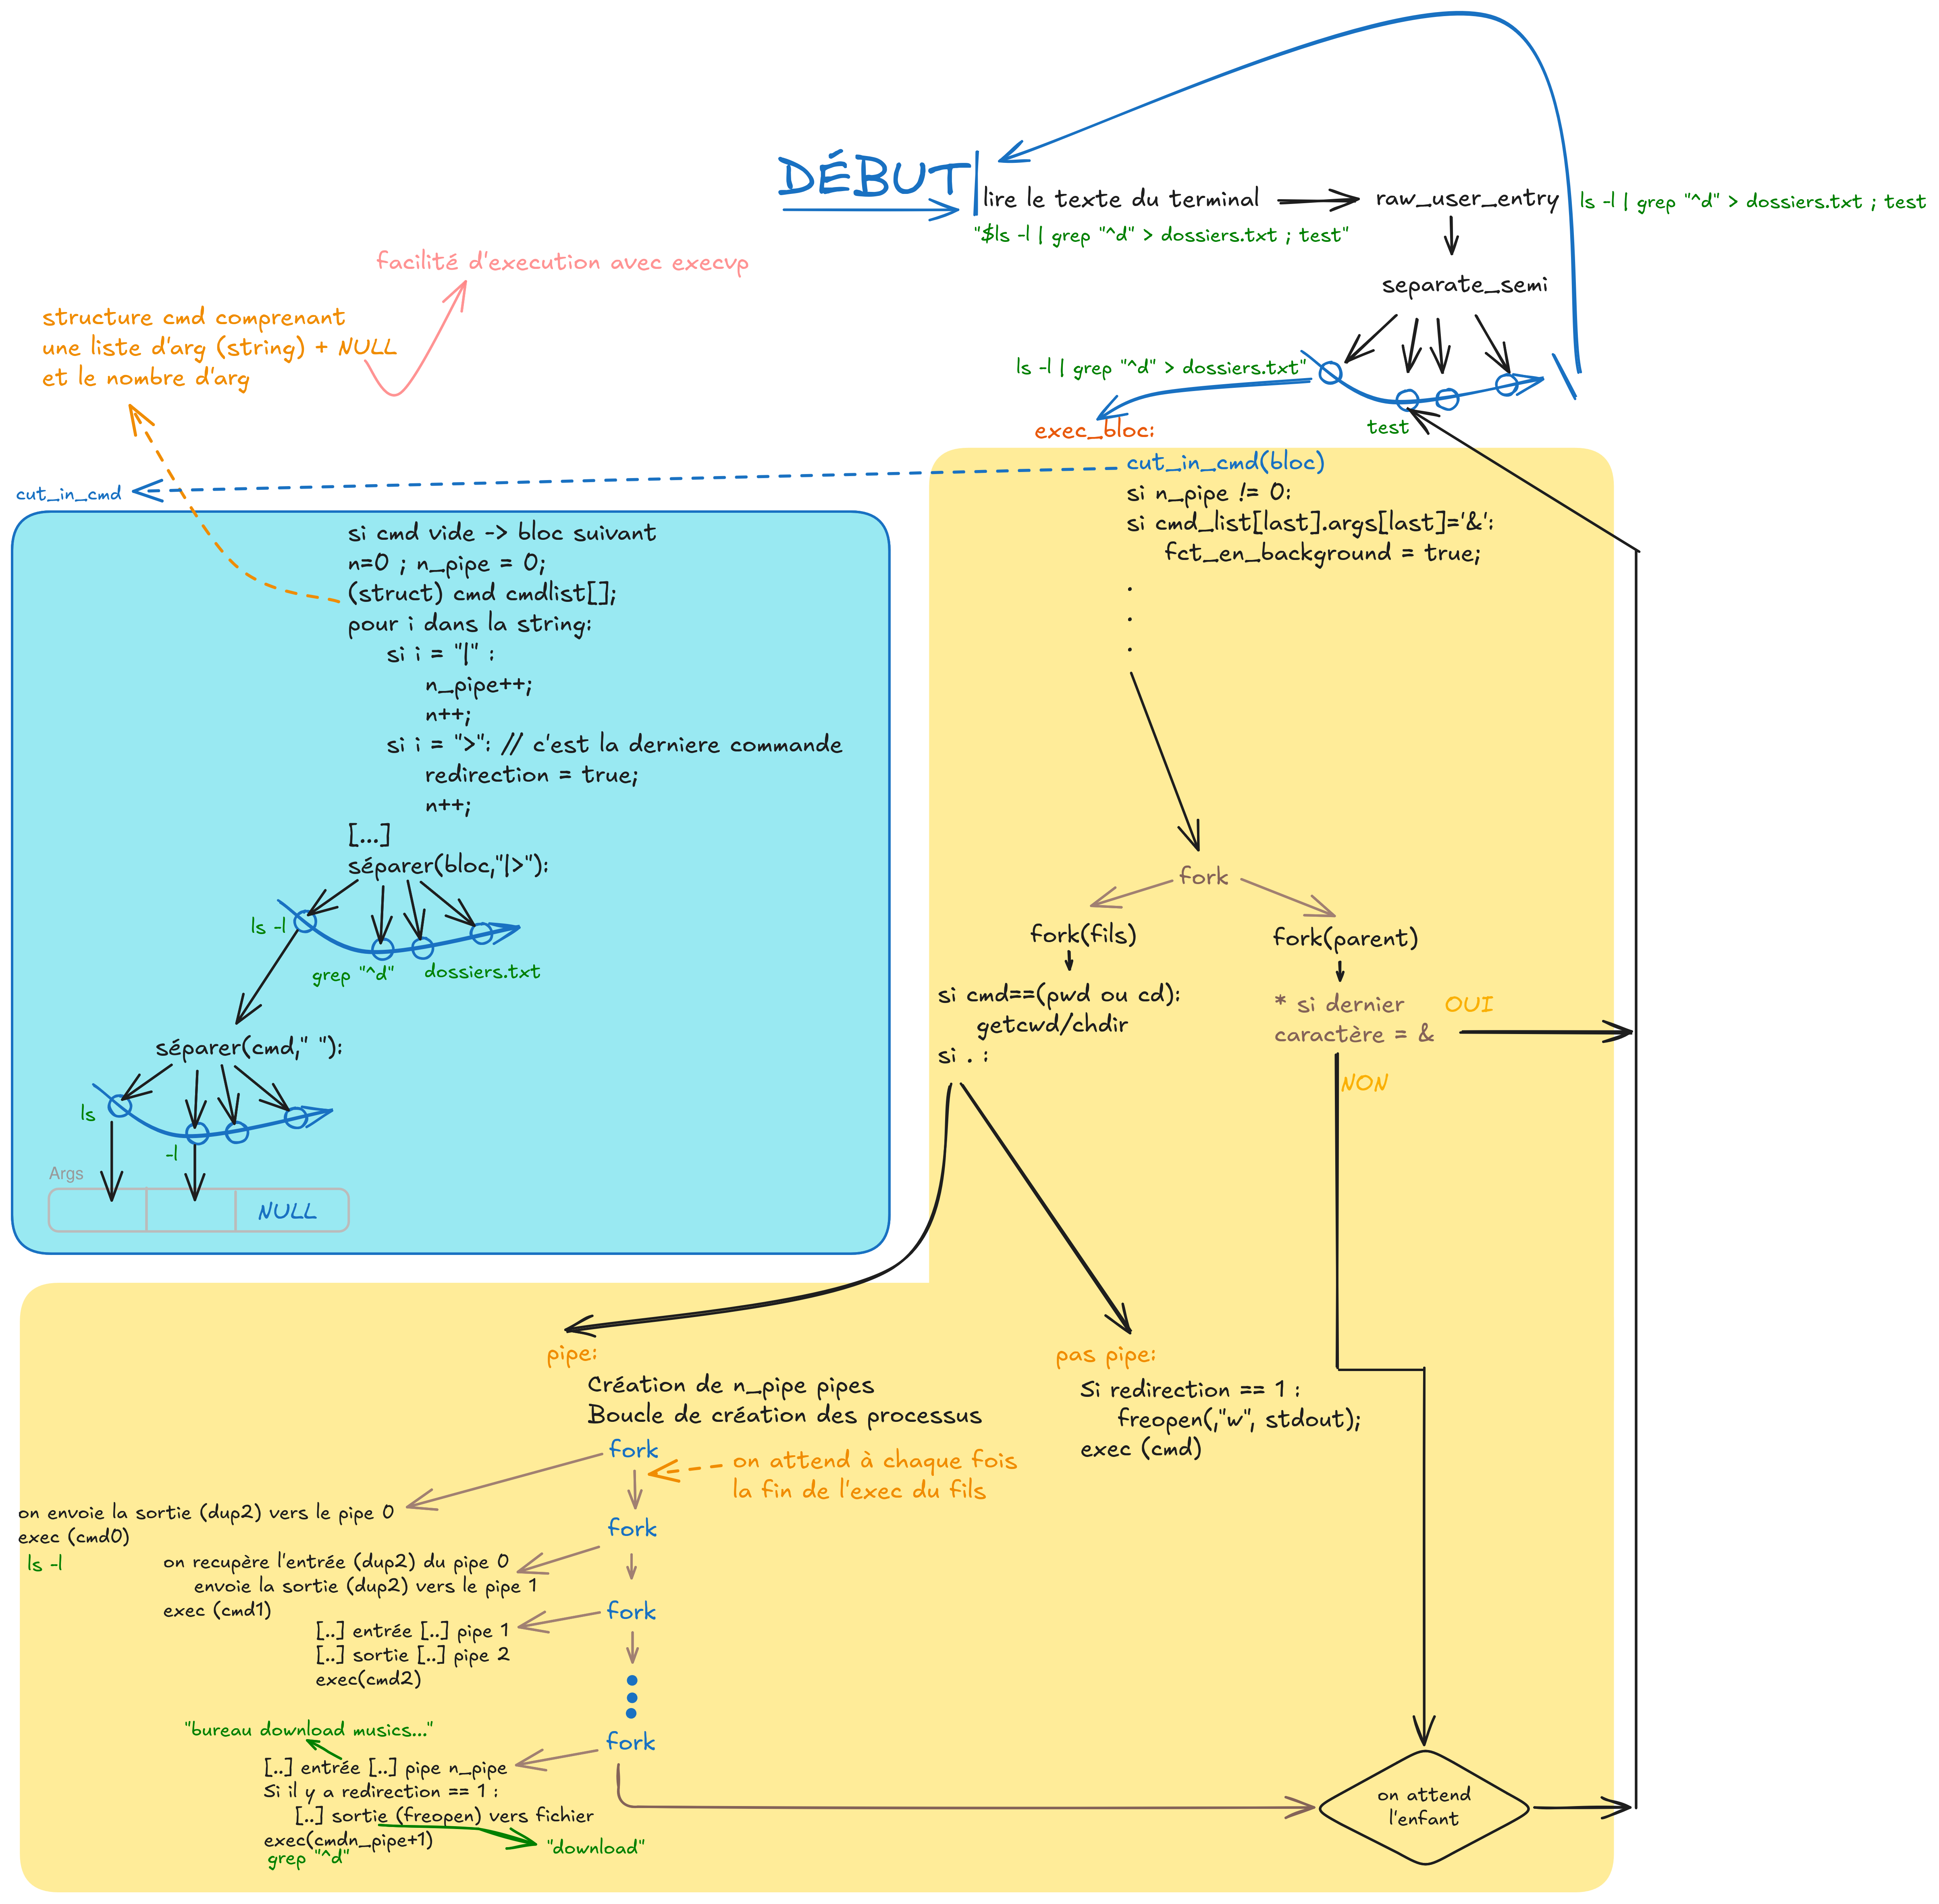 DÉBUT
lire le texte du terminal
raw_user_entry
ls -l | grep "^d" > dossiers.txt ; test
"$ls -l | grep "^d" > dossiers.txt ; test"
separate_semi
facilité d'execution avec execvp
structure cmd comprenant
une liste d'arg (string) + NULL
et le nombre d'arg
ls -l | grep "^d" > dossiers.txt"
test
exec_bloc:
cut_in_cmd(bloc)
si n_pipe != 0:
si cmd_list[last].args[last]='&':
fct_en_background = true;
.
.
.
cut_in_cmd
si cmd vide -> bloc suivant
n=0 ; n_pipe = 0;
(struct) cmd cmdlist[];
pour i dans la string:
si i = "|" :
n_pipe++;
n++;
si i = ">": // c'est la derniere commande
redirection = true;
n++;
[...]
séparer(bloc,"|>"):
ls -l
grep "^d"
dossiers.txt
séparer(cmd," "):
ls
-l
Args
NULL
fork
fork(fils)
fork(parent)
si cmd==(pwd ou cd):
getcwd/chdir
si . :
* si dernier
caractère = &
OUI
NON
pipe:
Création de n_pipe pipes
Boucle de création des processus
pas pipe:
Si redirection == 1 :
freopen(,"w", stdout);
exec (cmd)
fork
on attend à chaque fois
la fin de l'exec du fils
on envoie la sortie (dup2) vers le pipe 0
exec (cmd0)
ls -l
fork
on recupère l'entrée (dup2) du pipe 0
envoie la sortie (dup2) vers le pipe 1
exec (cmd1)
fork
[..] entrée [..] pipe 1
[..] sortie [..] pipe 2
exec(cmd2)
fork
"bureau download musics..."
[..] entrée [..] pipe n_pipe
Si il y a redirection == 1 :
[..] sortie (freopen) vers fichier
exec(cmdn_pipe+1)
grep "^d"
"download"
on attend
l'enfant